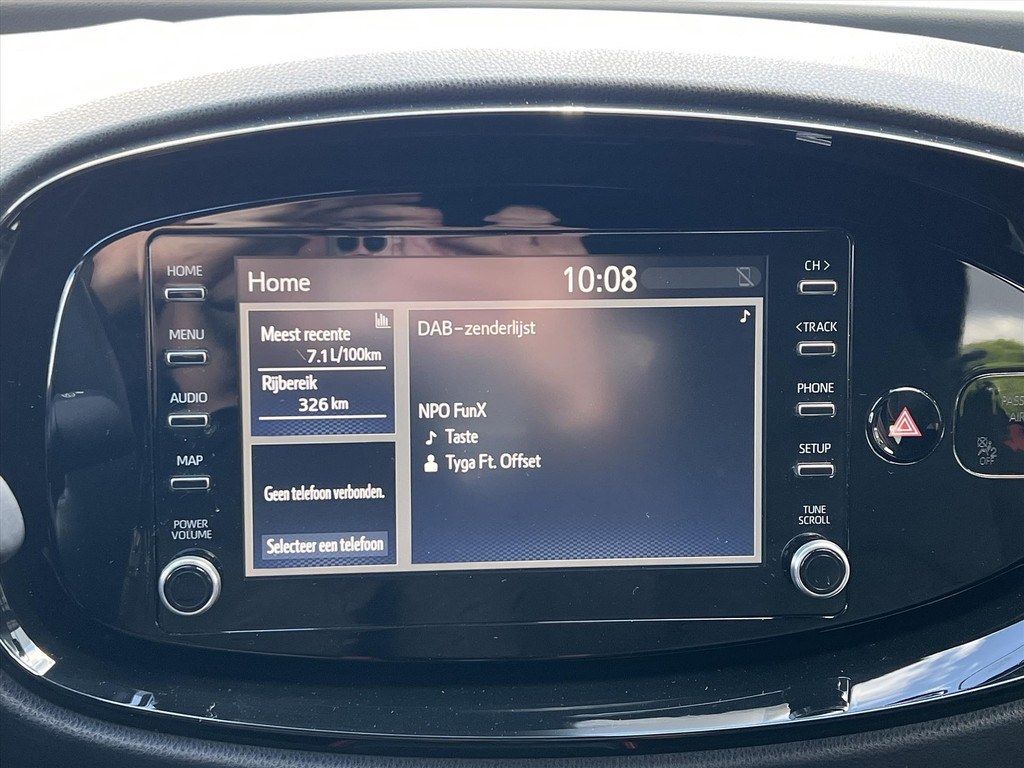 HOME
MENU
AUDIO
MAP
POWER
VOLUME
Home
10:08
Meest recente
7.1 L/100km
Rijbereik
326 km
Geen telefoon verbonden.
Selecteer een telefoon
DAB-zenderlijst
NPO FunX
Taste
Tyga Ft. Offset
CH >
<TRACK
PHONE
SETUP
TUNE
SCROLL
OFF